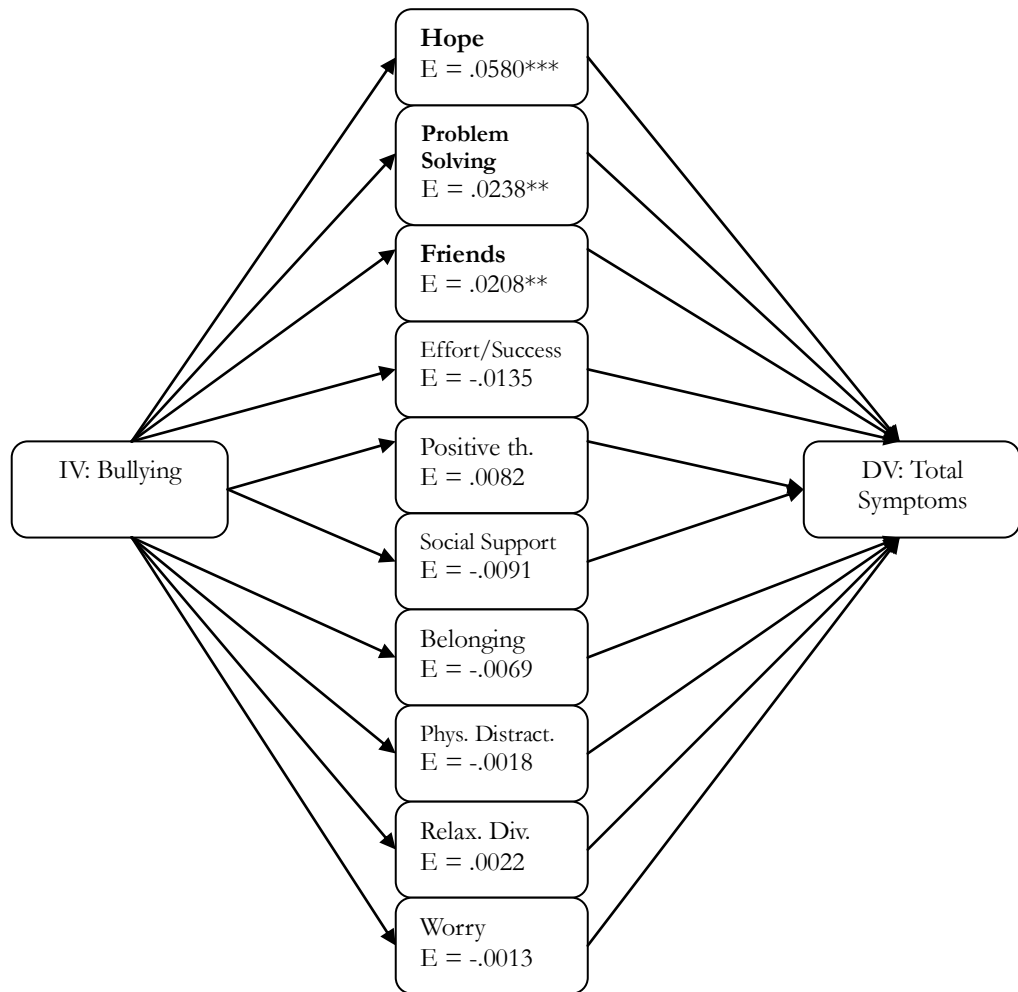 Hope
E = .0580***
Problem
Solving
E = .0238**
Friends
E = .0208**
Effort/Success
E = -.0135
IV: Bullying
Positive th.
E = .0082
DV: Total
Symptoms
Social Support
E = -.0091
Belonging
E = -.0069
Phys. Distract.
E = -.0018
Relax. Div.
E = .0022
Worry
E = -.0013